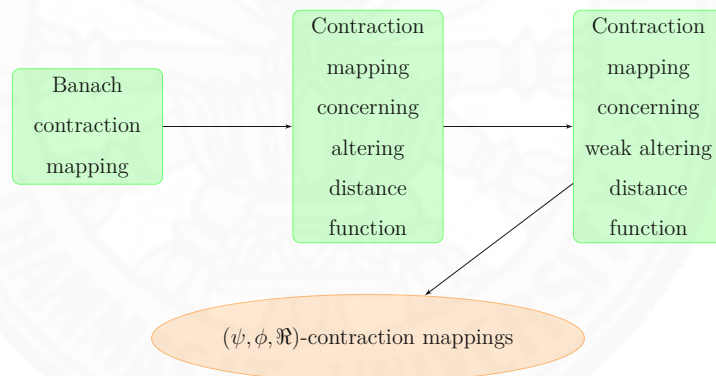 Banach
contraction
mapping
Contraction
mapping
concerning
altering
distance
function
Contraction
mapping
concerning
weak altering
distance
function
(ψ, ϕ, ℜ)-contraction mappings